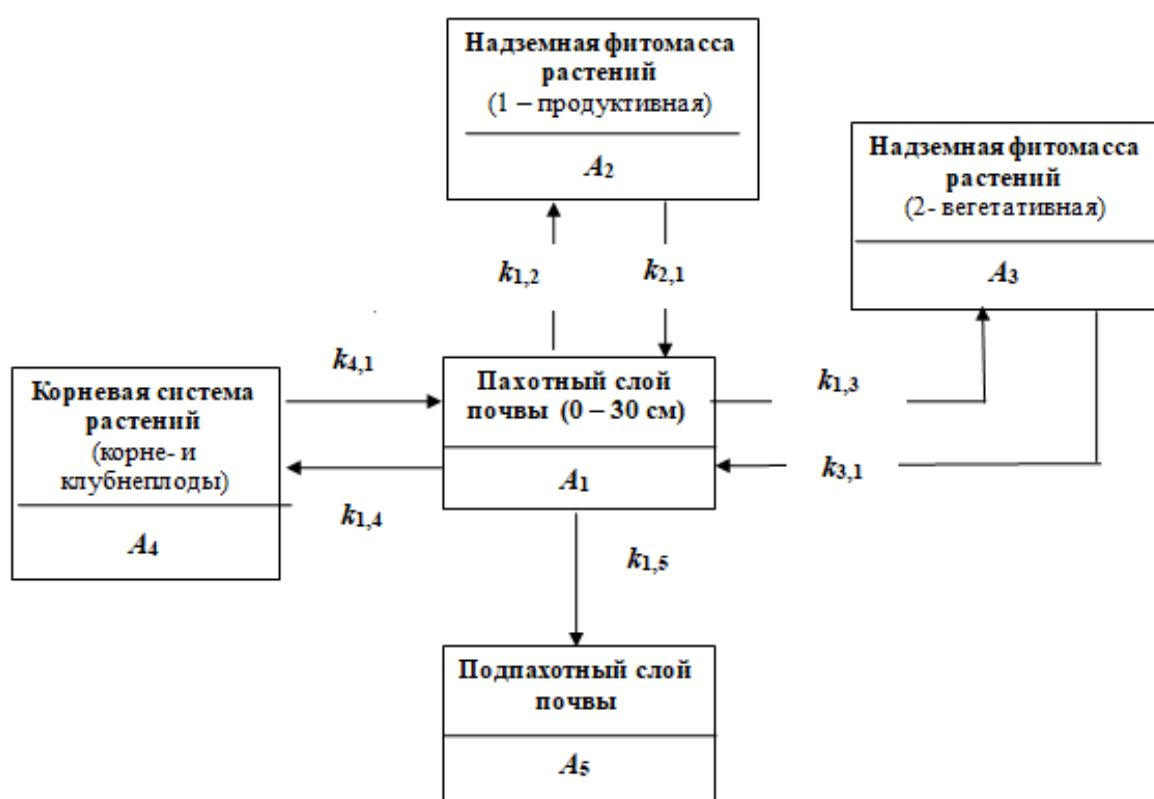 Надземная фитомасса
растений
(1 – продуктивная)
A2
Надземная фитомасса
растений
(2- вегетативная)
A3
k1,2
k2,1
k4,1
Корневая система
растений
(корне- и
клубнеплоды)
A4
Пахотный слой
почвы (0 – 30 см)
A1
k1,3
k3,1
k1,4
k1,5
Подпахотный слой
почвы
A5